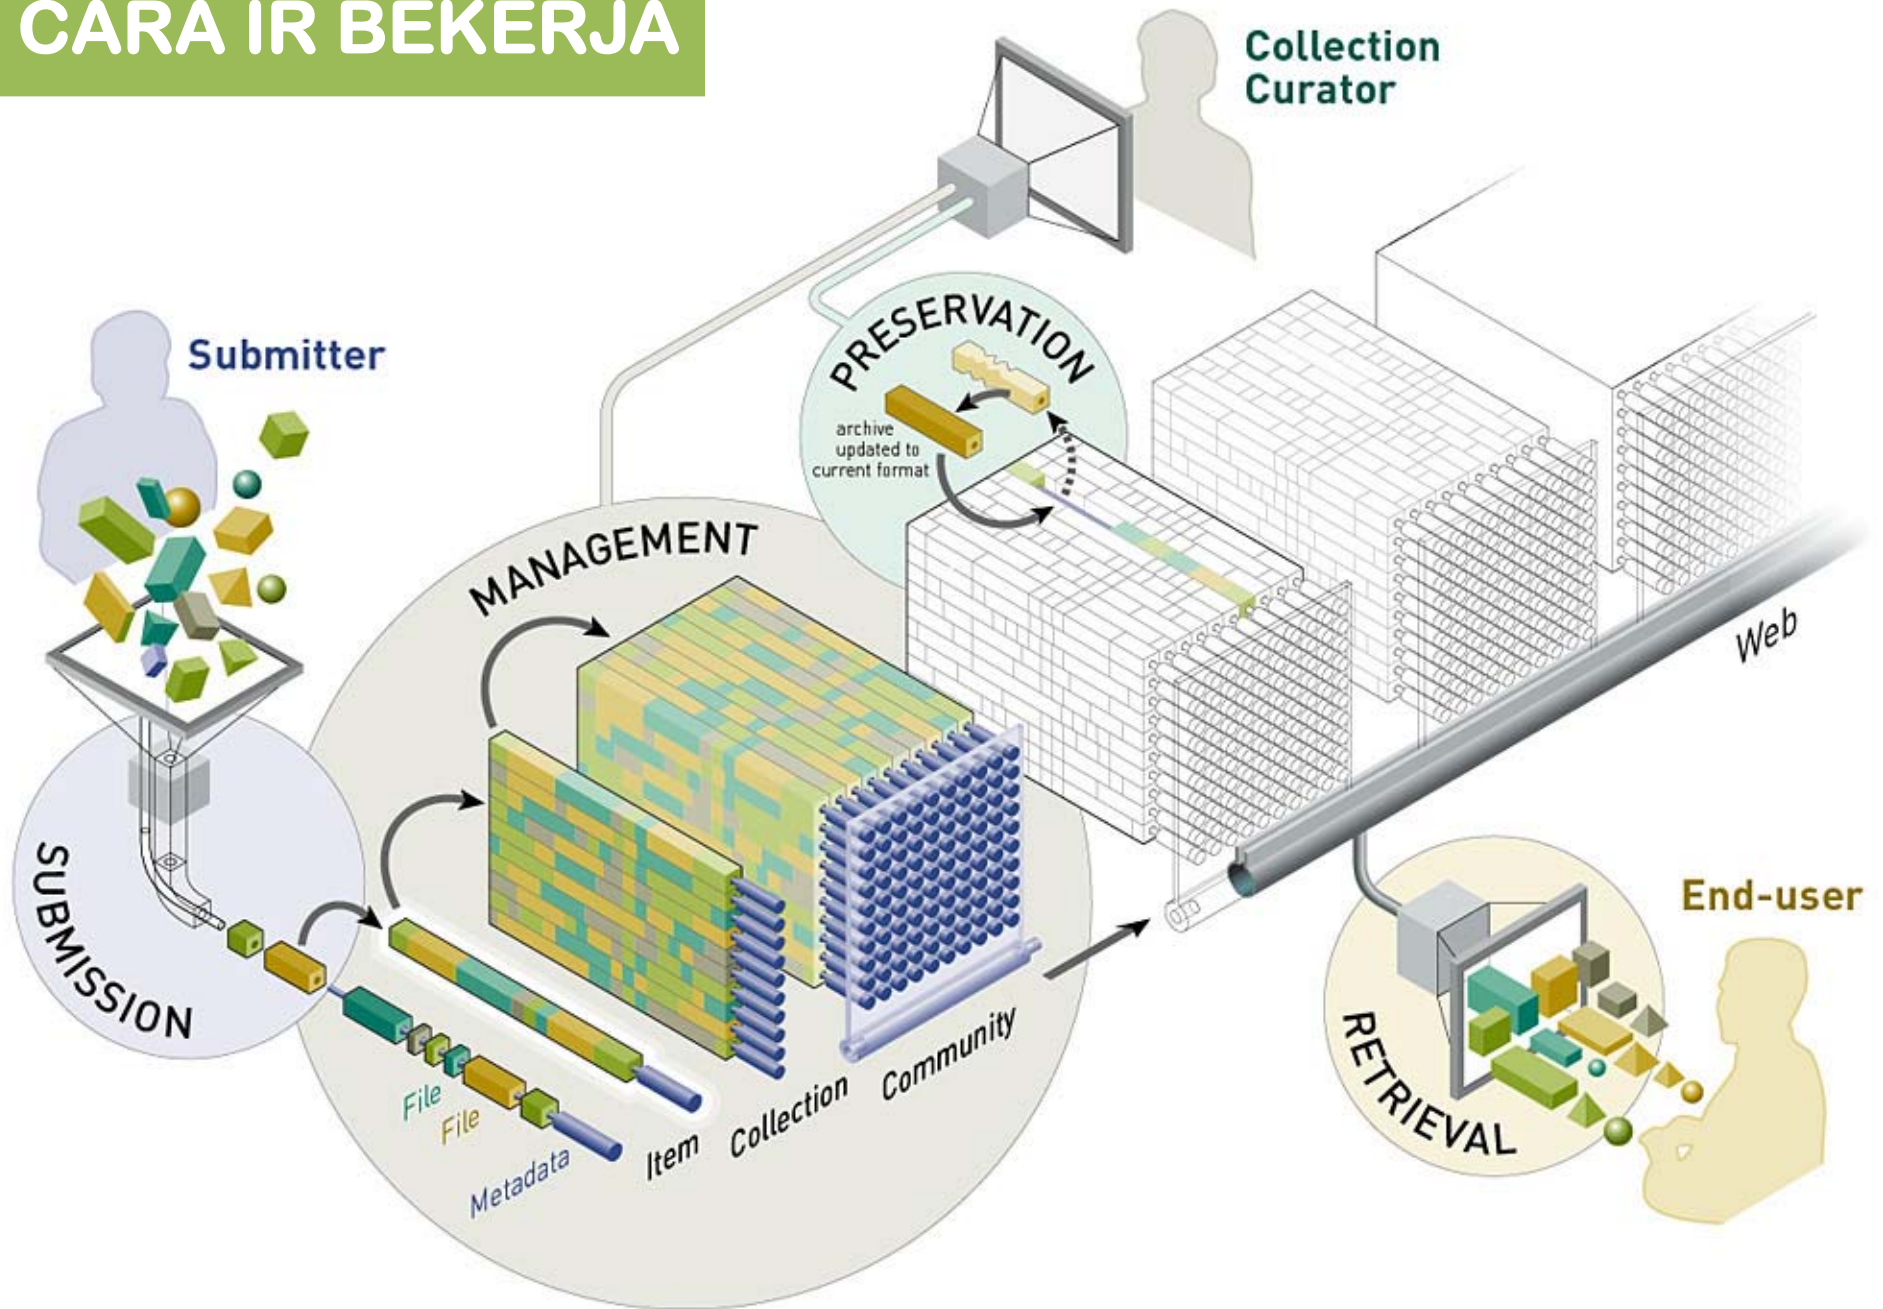 CARA IR BEKERJA
Collection
Curator
Submitter
PRESERVATION
archive
updated to
current format
MANAGEMENT
Web
SUBMISSION
End-user
RETRIEVAL
File
File
Metadata
Item
Collection
Community